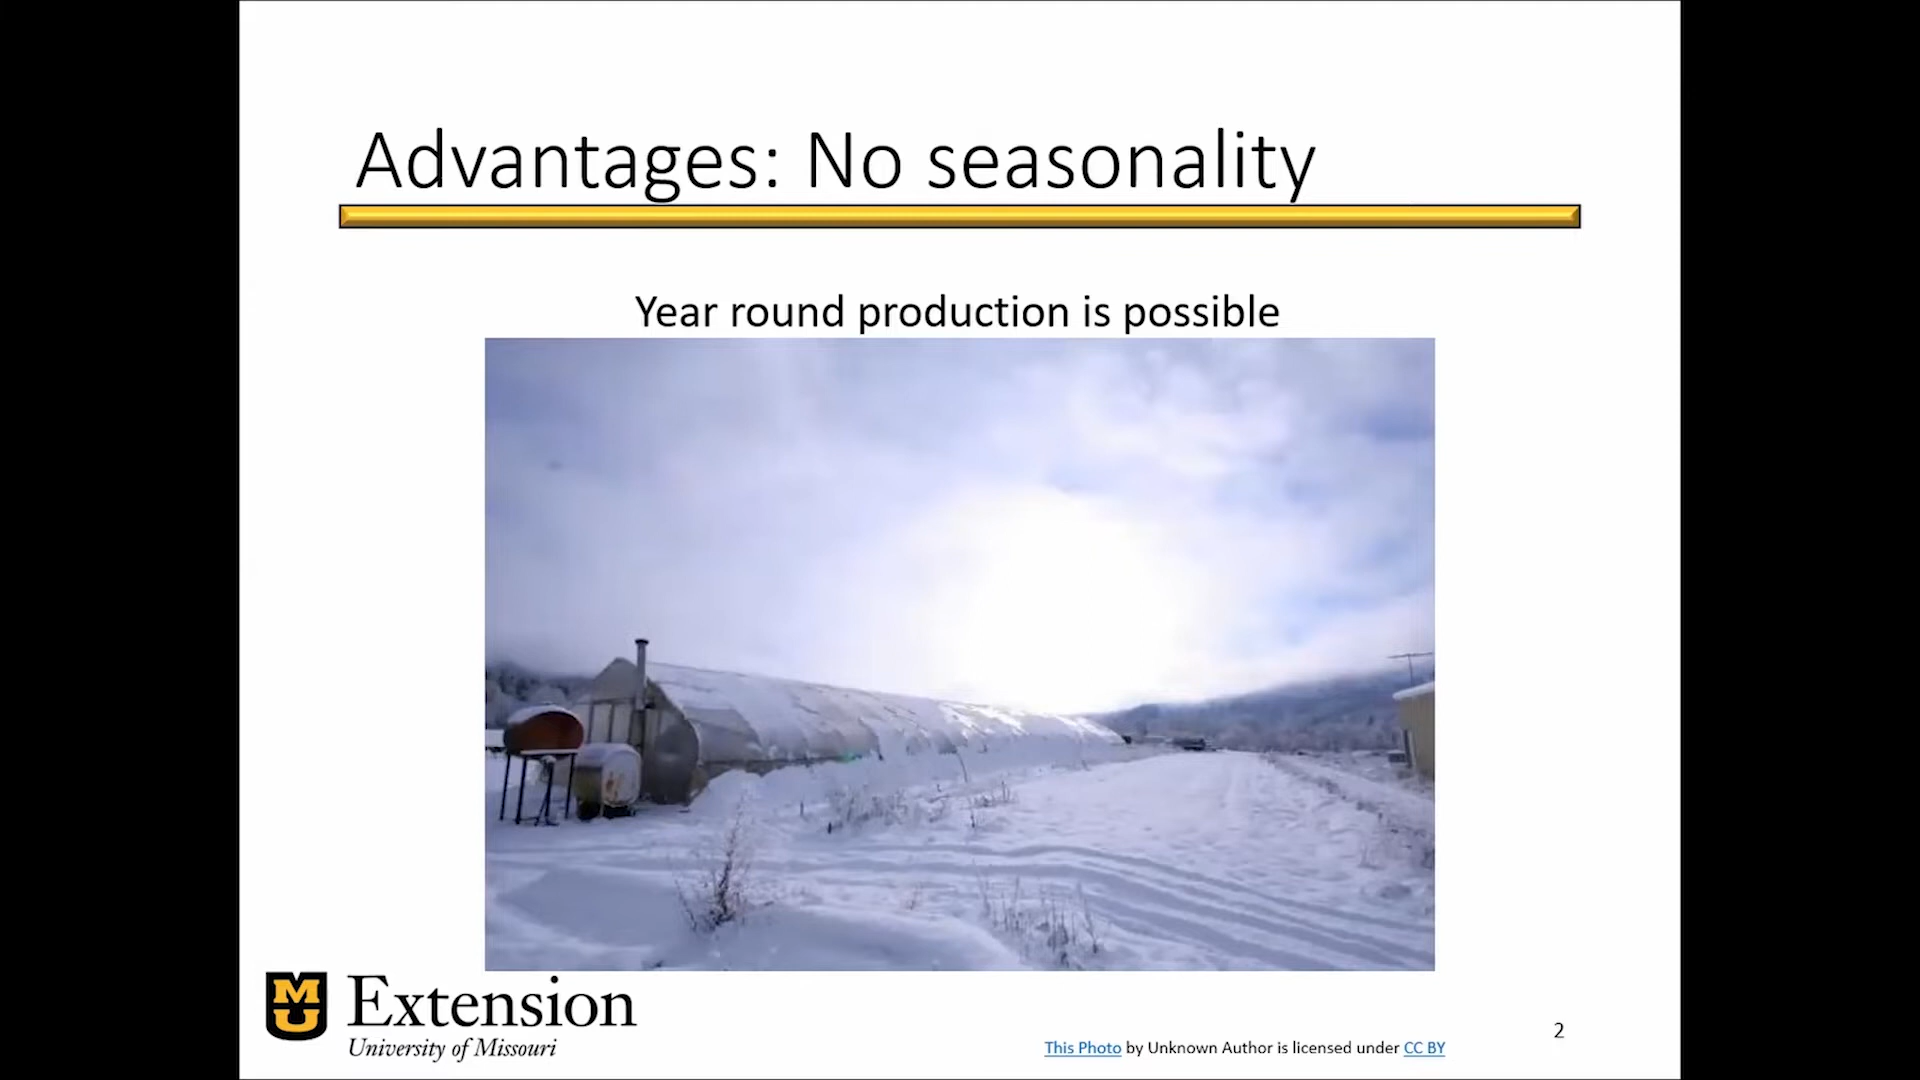 Advantages: No seasonality
Year round production is possible
MU
Extension
University of Missouri
This Photo by Unknown Author is licensed under CC BY
2